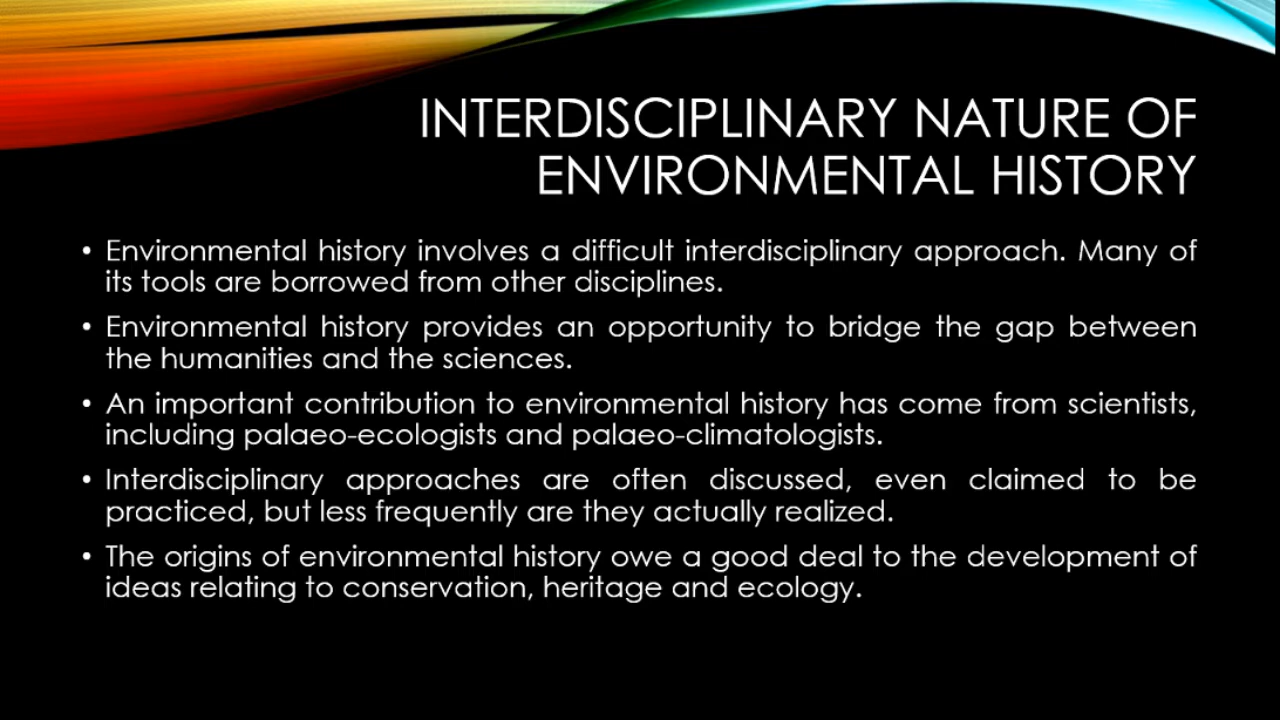 INTERDISCIPLINARY NATURE OF
ENVIRONMENTAL HISTORY
• Environmental history involves a difficult interdisciplinary approach. Many of
its tools are borrowed from other disciplines.
• Environmental history provides an opportunity to bridge the gap between
the humanities and the sciences.
• An important contribution to environmental history has come from scientists,
including palaeo-ecologists and palaeo-climatologists.
• Interdisciplinary approaches are often discussed, even claimed to be
practiced, but less frequently are they actually realized.
• The origins of environmental history owe a good deal to the development of
ideas relating to conservation, heritage and ecology.